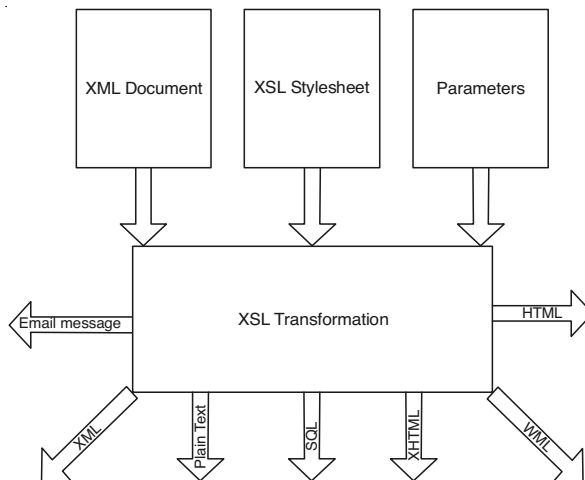 XML Document
XSL Stylesheet
Parameters
XSL Transformation
Email message
HTML
XML
Plain Text
SQL
XHTML
WML